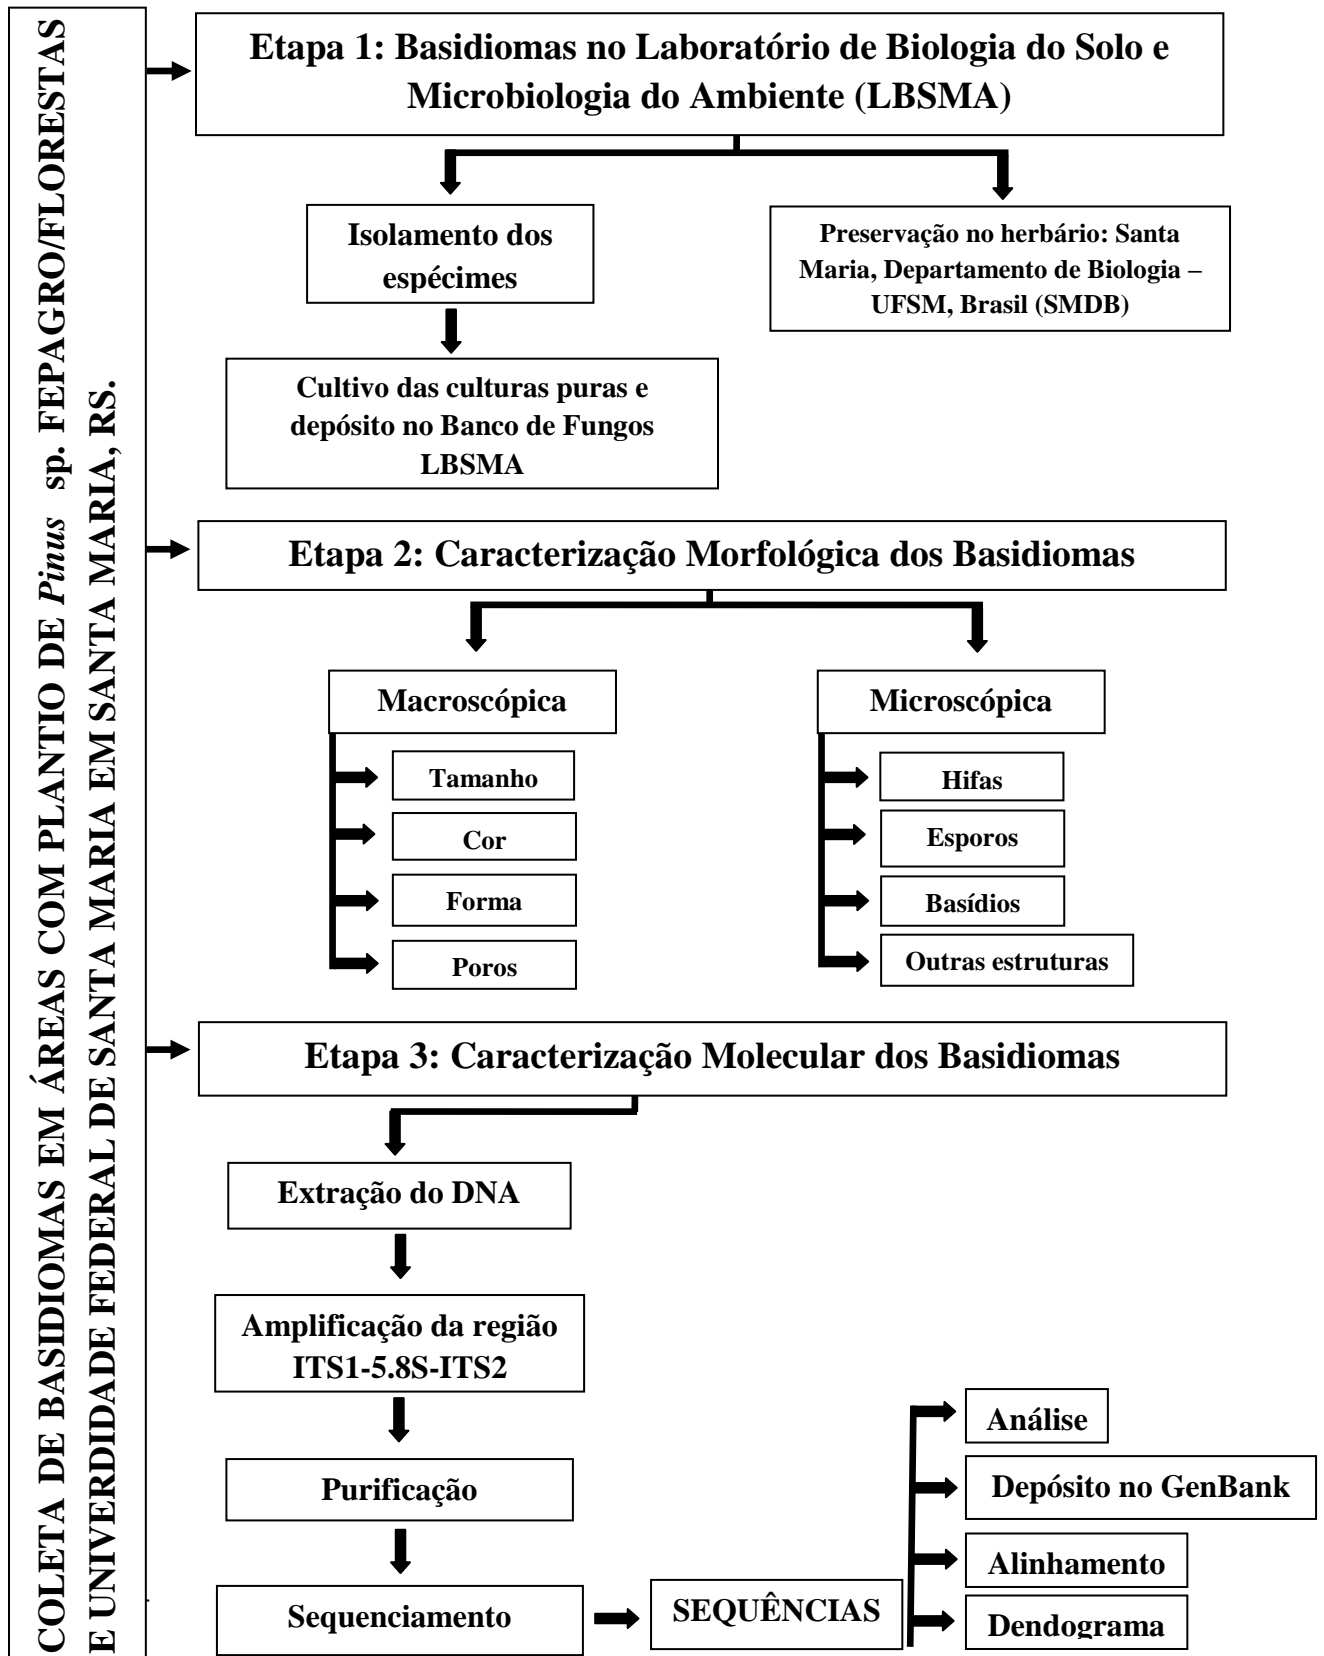 COLETA DE BASIDIOMAS EM ÁREAS COM PLANTIO DE Pinus sp. FEPAGRO/FLORESTAS
E UNIVERDIDADE FEDERAL DE SANTA MARIA EM SANTA MARIA, RS.
Etapa 1: Basidiomas no Laboratório de Biologia do Solo e
Microbiologia do Ambiente (LBSMA)
Isolamento dos
espécimes
Preservação no herbário: Santa
Maria, Departamento de Biologia –
UFSM, Brasil (SMDB)
Cultivo das culturas puras e
depósito no Banco de Fungos
LBSMA
Etapa 2: Caracterização Morfológica dos Basidiomas
Macroscópica
Tamanho
Cor
Forma
Poros
Microscópica
Hifas
Esporos
Basídios
Outras estruturas
Etapa 3: Caracterização Molecular dos Basidiomas
Extração do DNA
Amplificação da região
ITS1-5.8S-ITS2
Purificação
Sequenciamento
SEQUÊNCIAS
Análise
Depósito no GenBank
Alinhamento
Dendograma